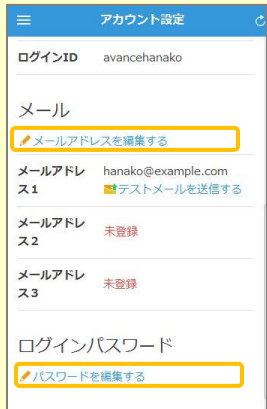 アカウント設定
ログインID avancehanako
メール
メールアドレスを編集する
メールアドレ hanako@example.com
ス1 テストメールを送信する
メールアドレ
ス2 未登録
メールアドレ
ス3 未登録
ログインパスワード
パスワードを編集する